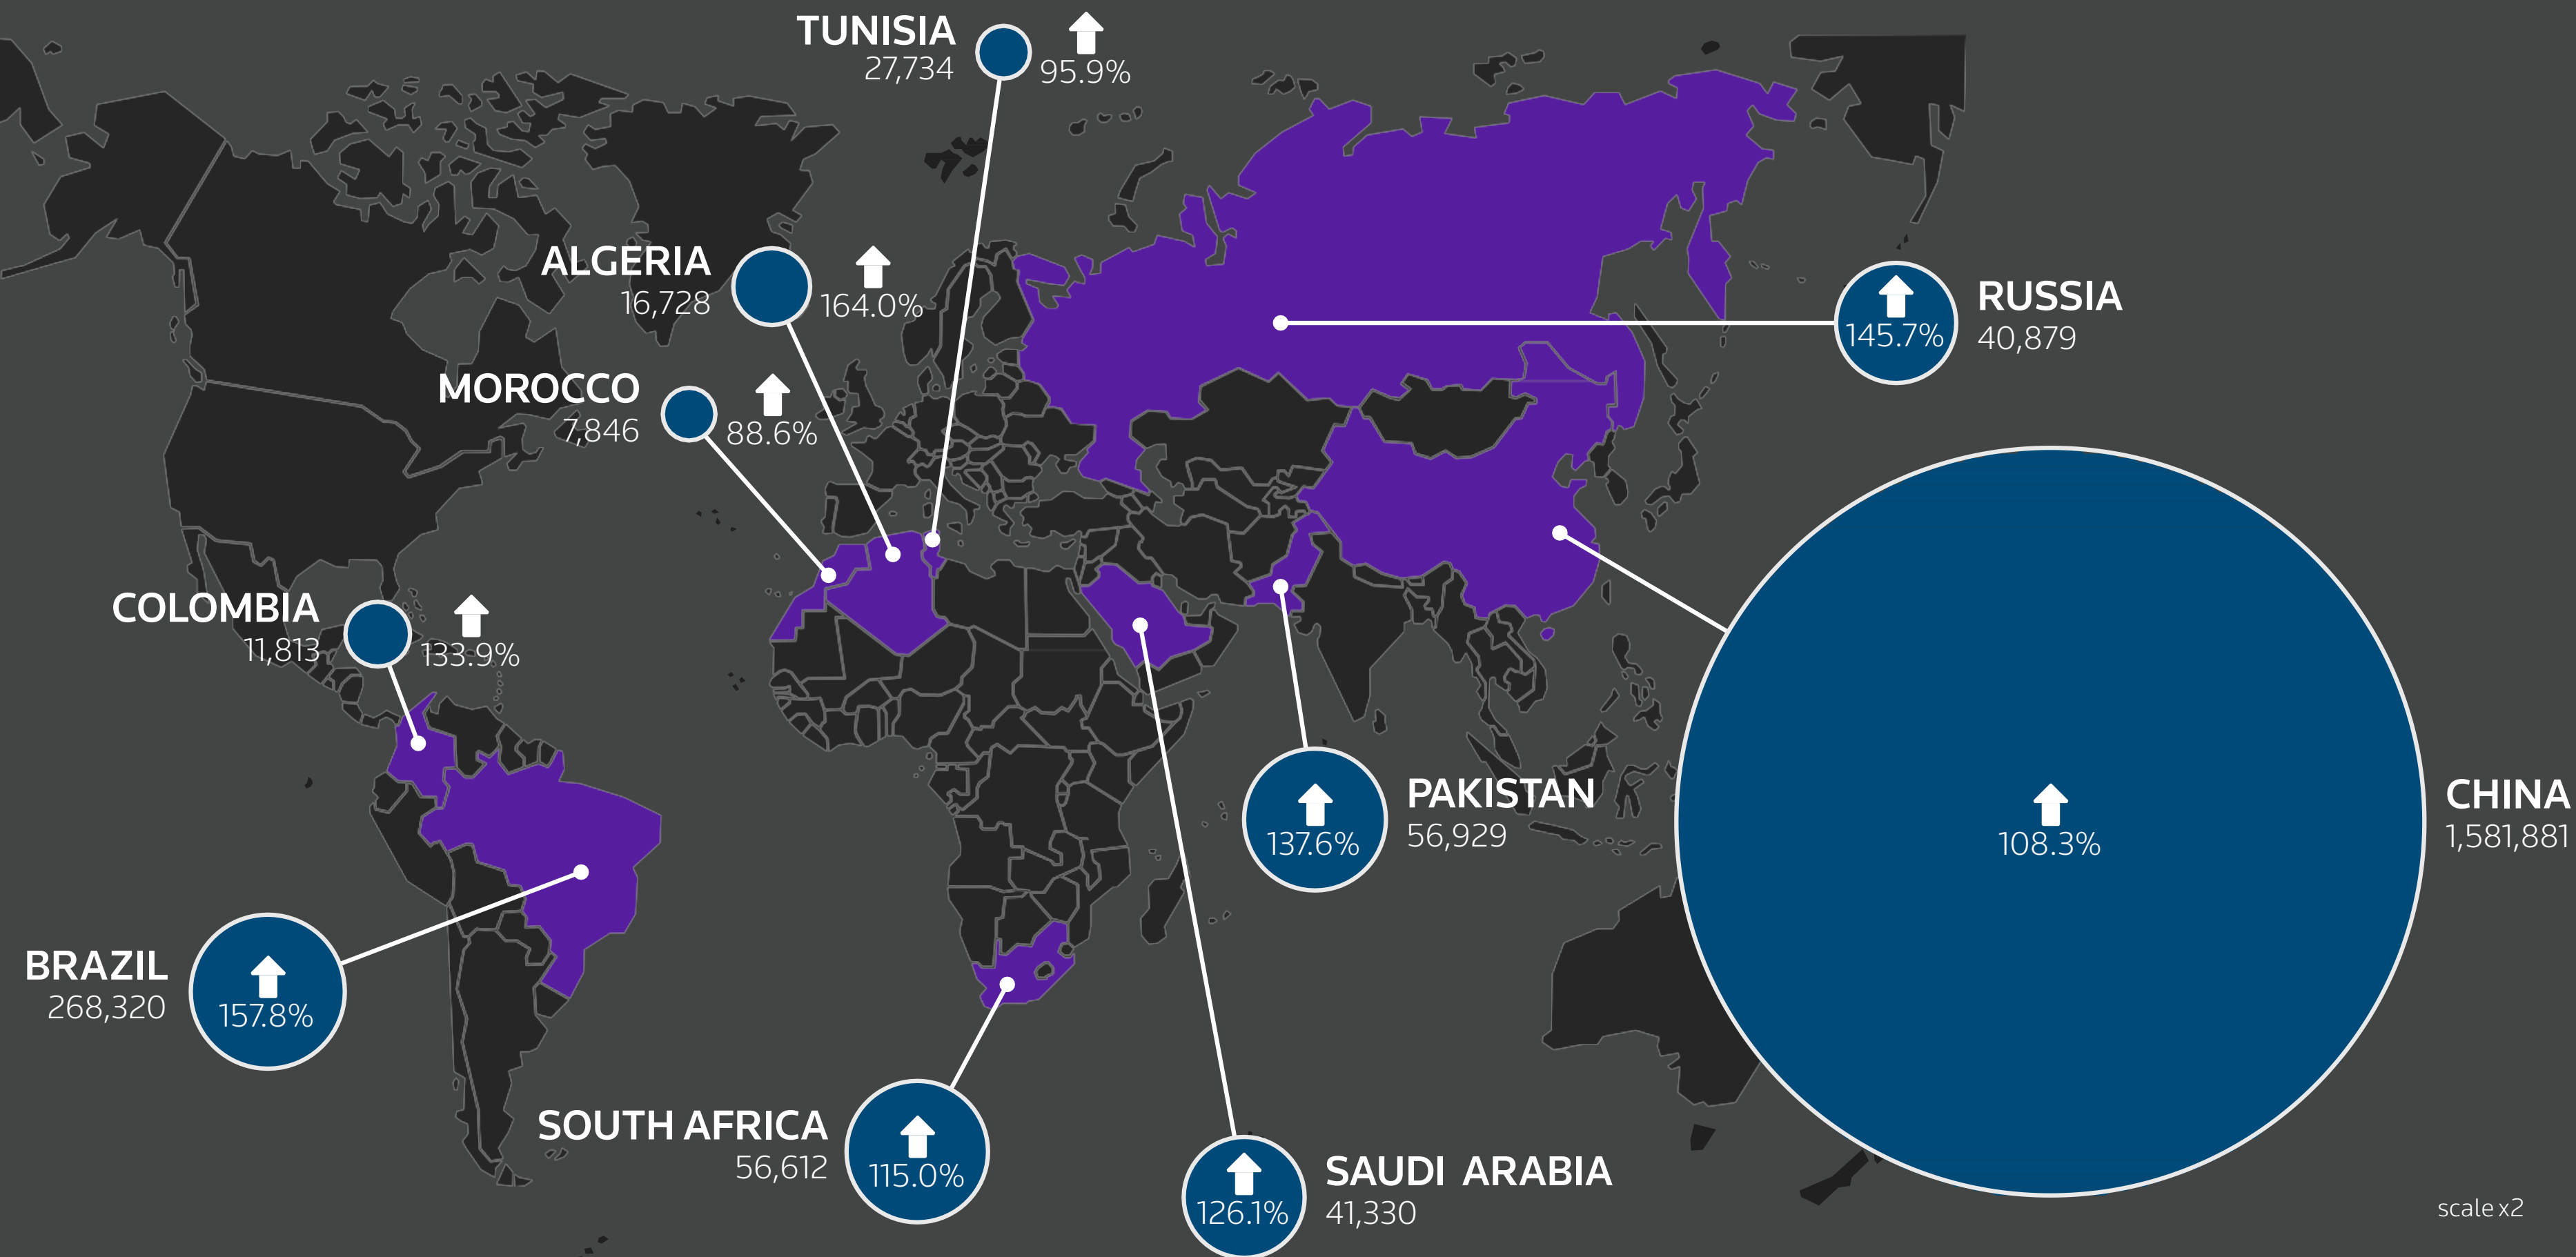 TUNISIA
27,734
95.9%
ALGERIA
16,728
164.0%
RUSSIA
40,879
145.7%
MOROCCO
7,846
88.6%
COLOMBIA
11,813
133.9%
PAKISTAN
56,929
137.6%
CHINA
1,581,881
108.3%
BRAZIL
268,320
157.8%
SOUTH AFRICA
56,612
115.0%
SAUDI ARABIA
41,330
126.1%
scale x2